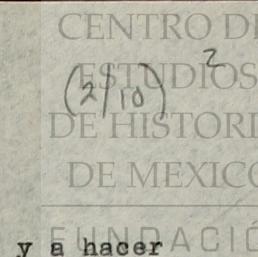 CENTRO DE
ESTUDIOS
2
(2/10)
DE HISTORI
DE MEXICO
FUNDACIÓ
y a hacer